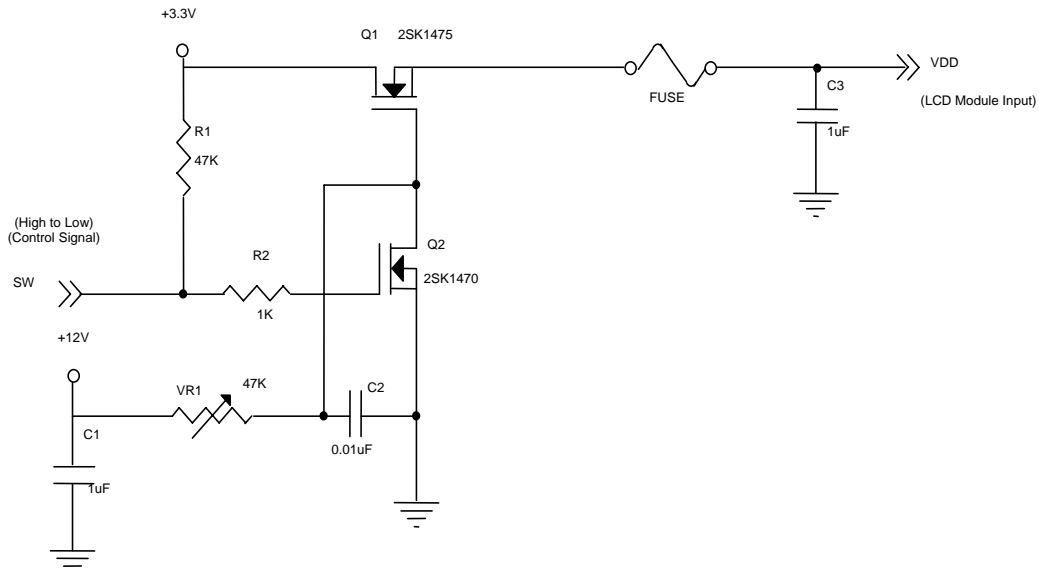 +3.3V
Q1 2SK1475
VDD
FUSE
C3
(LCD Module Input)
1uF
R1
47K
(High to Low)
(Control Signal)
R2
Q2
SW
2SK1470
1K
+12V
VR1
47K
C2
C1
0.01uF
1uF